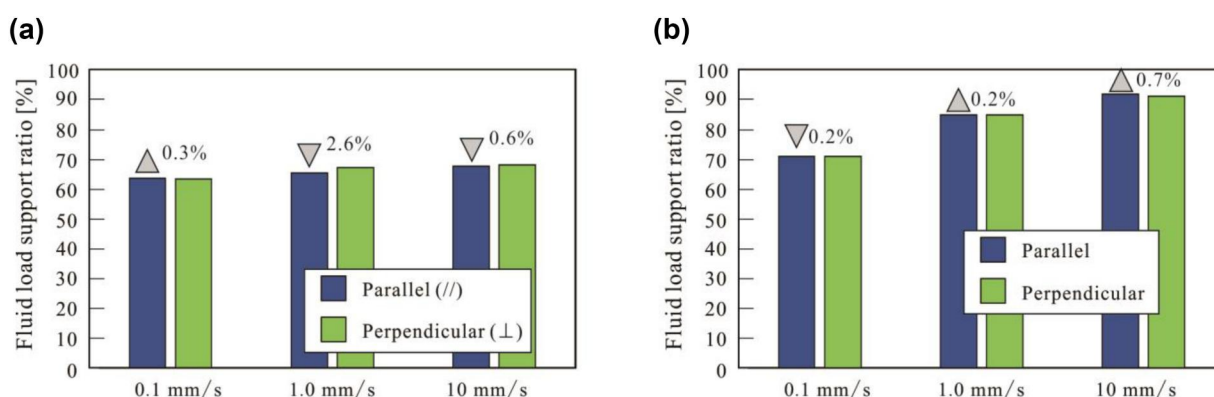 (a)
Fluid load support ratio [%]
100
90
80
70
60
50
40
30
20
10
0
0.3%
2.6%
0.6%
Parallel (//)
Perpendicular (⊥)
0.1 mm/s
1.0 mm/s
10 mm/s
(b)
Fluid load support ratio [%]
100
90
80
70
60
50
40
30
20
10
0
0.2%
0.2%
0.7%
Parallel
Perpendicular
0.1 mm/s
1.0 mm/s
10 mm/s